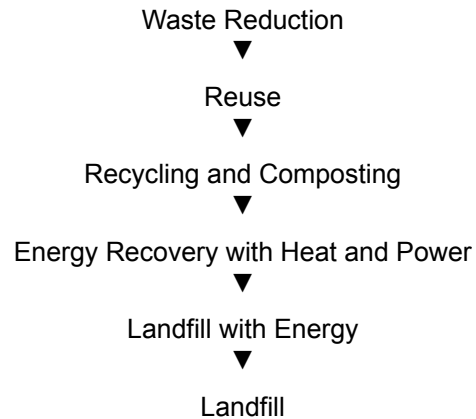 Waste Reduction
▼
Reuse
▼
Recycling and Composting
▼
Energy Recovery with Heat and Power
▼
Landfill with Energy
▼
Landfill